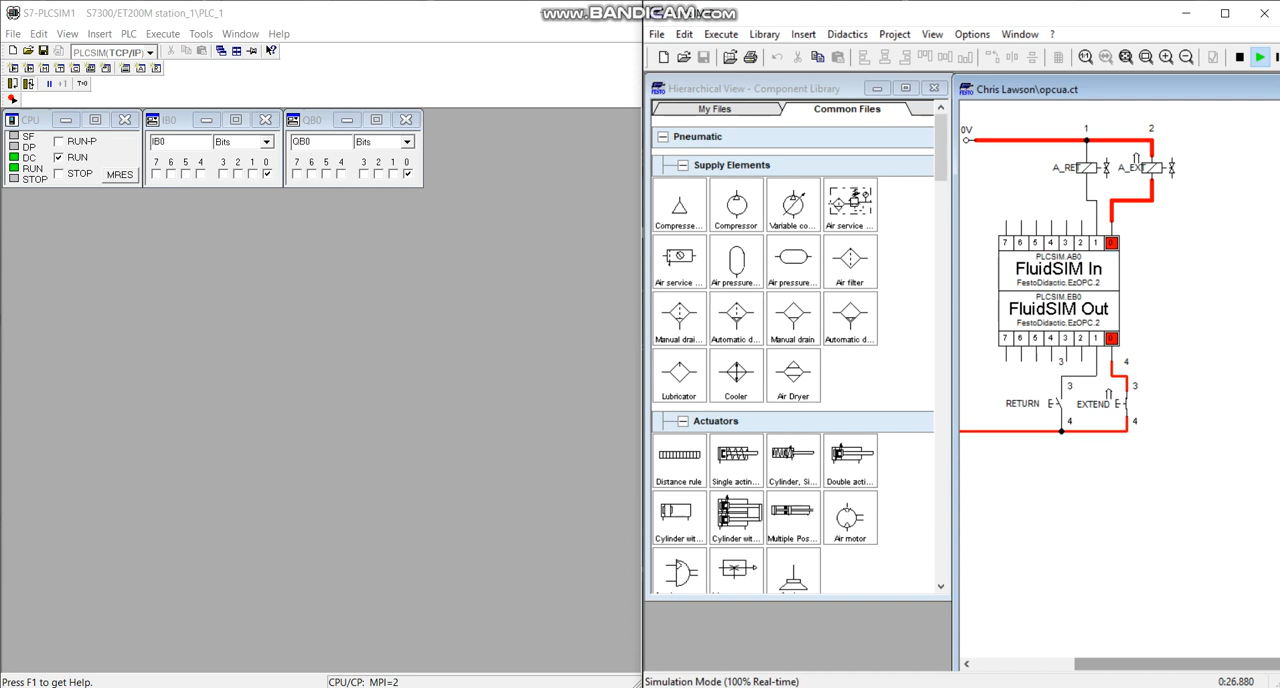 www.BANDICAM.com
S7-PLCSIM1 S7300/ET200M station_1\PLC_1
File Edit View Insert PLC Execute Tools Window Help
PLCSIM(TCP/IP)
+1 T=0
CPU
SF
DP
DC
RUN
STOP
RUN-P
RUN
STOP
MRES
IB0
IB0 Bits
7 6 5 4 3 2 1 0
QB0
QB0 Bits
7 6 5 4 3 2 1 0
Press F1 to get Help.
CPU/CP: MPI=2
File Edit Execute Library Insert Didactics Project View Options Window ?
FESTO
Hierarchical View - Component Library
My Files Common Files
Pneumatic
Supply Elements
Compresse... Compressor Variable co... Air service ...
Air service ... Air pressure... Air pressure... Air filter
Manual drai... Automatic d... Manual drain Automatic d...
Lubricator Cooler Air Dryer
Actuators
Distance rule Single actin... Cylinder, Si... Double acti...
Cylinder wit... Cylinder wit... Multiple Pos... Air motor
FESTO
Chris Lawson\opcua.ct
0V 1 2
A_RET A_EXT
7 6 5 4 3 2 1 0
PLCSIM.AB0
FluidSIM In
FestoDidactic.EzOPC.2
PLCSIM.EB0
FluidSIM Out
FestoDidactic.EzOPC.2
7 6 5 4 3 2 1 0
3 4
3 3
RETURN EXTEND
4 4
Simulation Mode (100% Real-time)
0:26.880